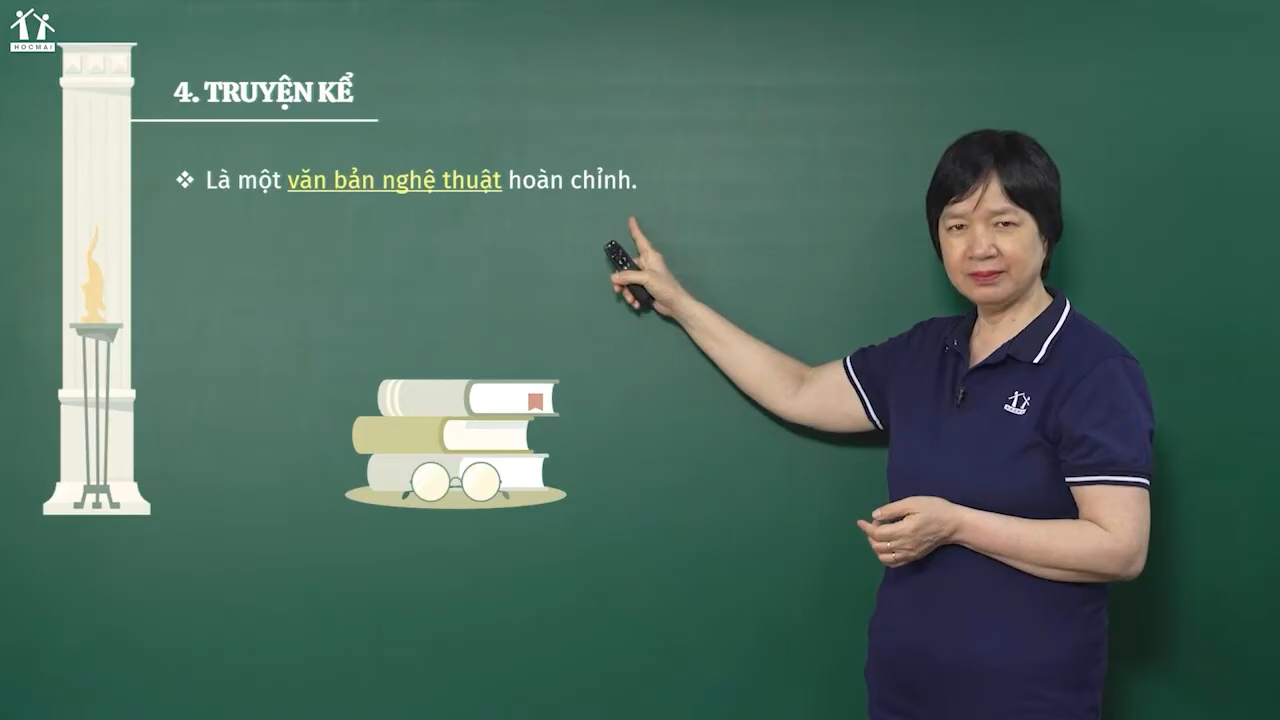 HOCMAI
4. TRUYỆN KỂ
❖ Là một văn bản nghệ thuật hoàn chỉnh.